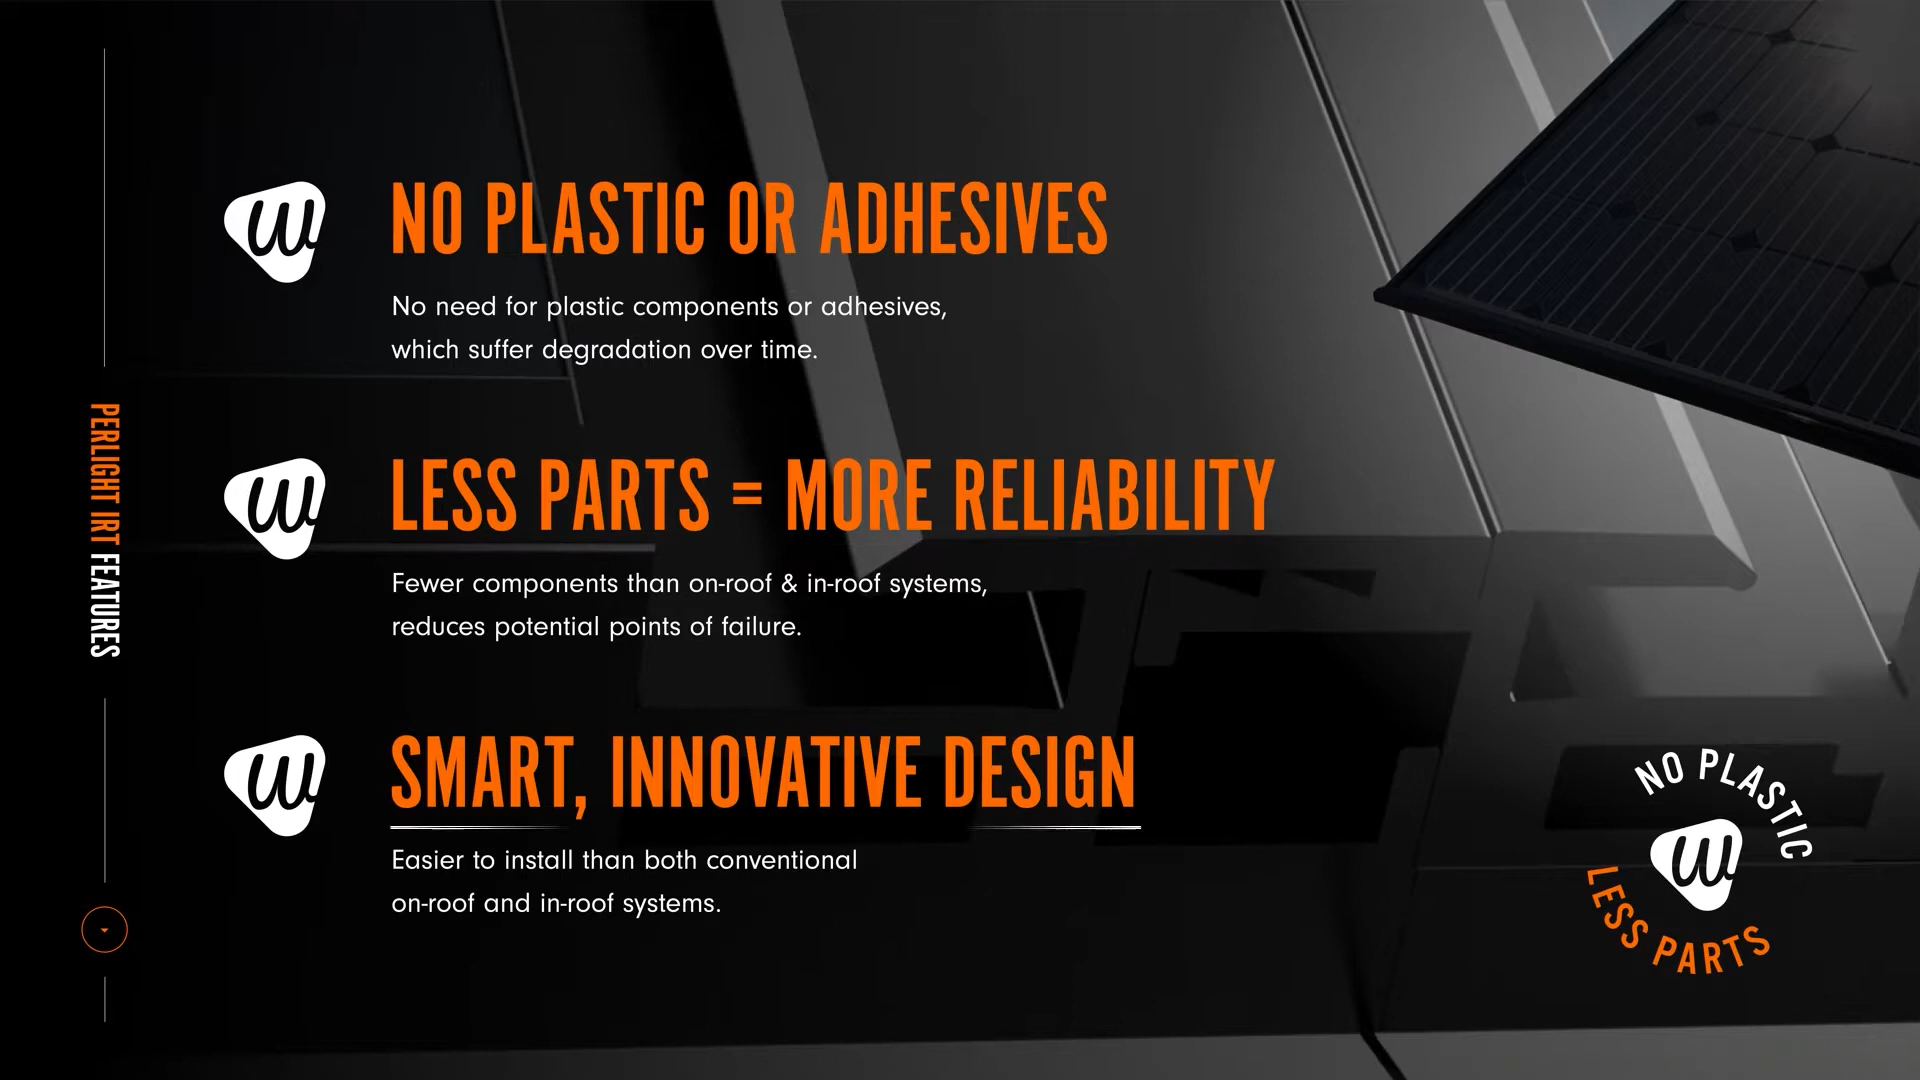 PERLIGHT IRT FEATURES
NO PLASTIC OR ADHESIVES
No need for plastic components or adhesives,
which suffer degradation over time.
LESS PARTS = MORE RELIABILITY
Fewer components than on-roof & in-roof systems,
reduces potential points of failure.
SMART, INNOVATIVE DESIGN
Easier to install than both conventional
on-roof and in-roof systems.
NO PLASTIC
LESS PARTS